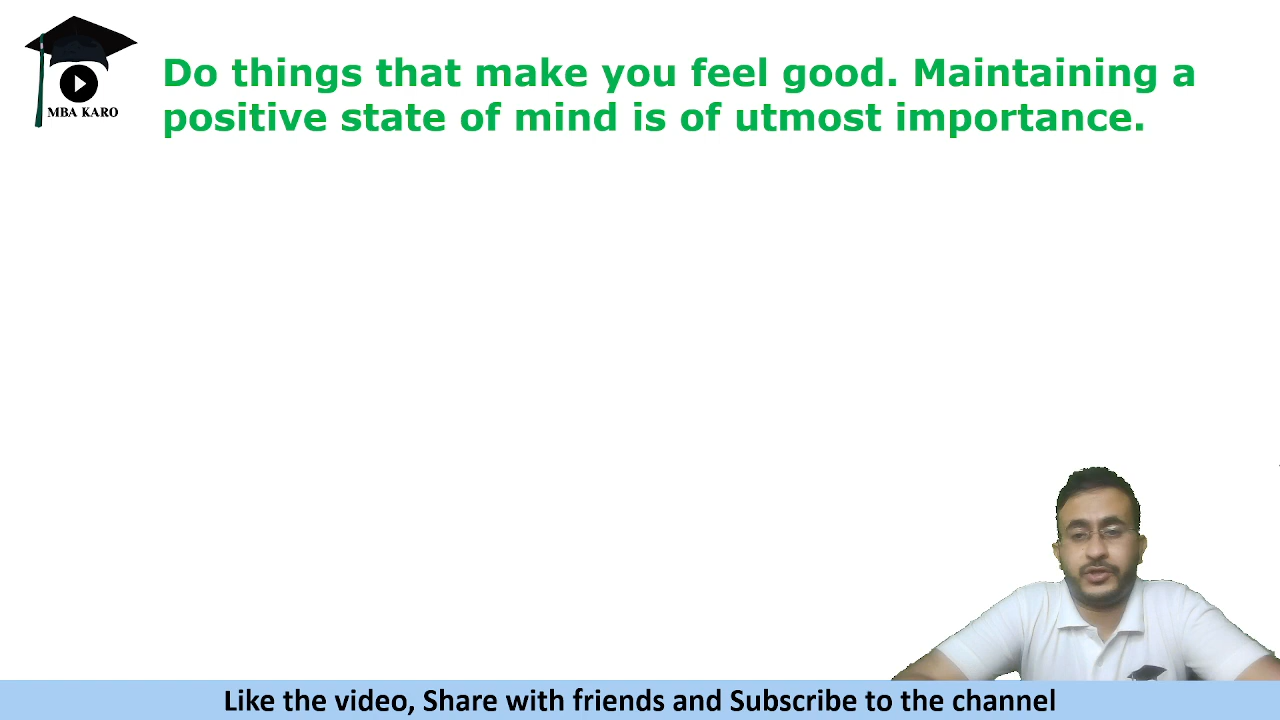 MBA KARO
Do things that make you feel good. Maintaining a
positive state of mind is of utmost importance.
Like the video, Share with friends and Subscribe to the channel